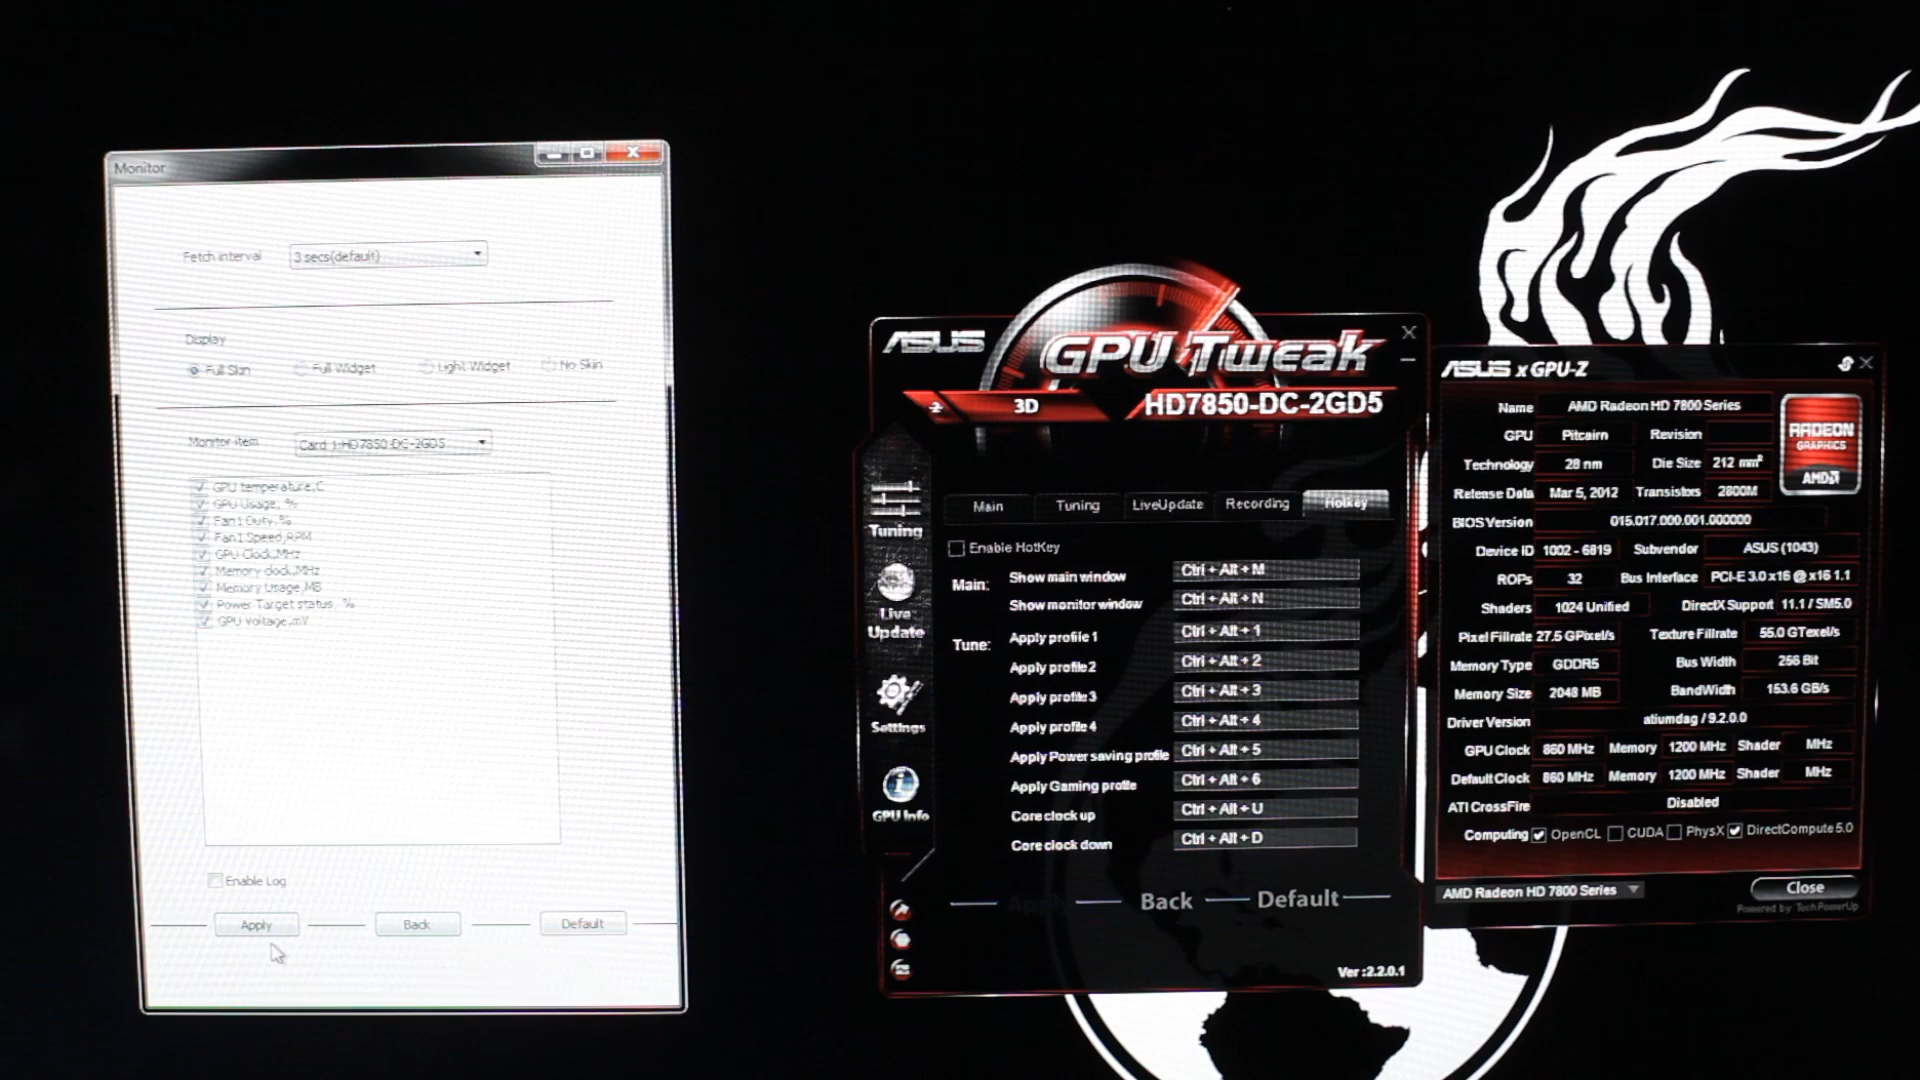 Monitor
Fetch interval 3 secs(default)
Display
Full Skin Full Widget Light Widget No Skin
Monitor item Card 1:HD7850-DC-2GD5
GPU temperature,C
GPU Usage, %
Fan1 Duty,%
Fan1 Speed,RPM
GPU Clock,MHz
Memory clock,MHz
Memory Usage,MB
Power Target status, %
GPU Voltage,mV
Enable Log
Apply Back Default
ASUS GPU Tweak
3D HD7850-DC-2GD5
Tuning
Live
Update
Settings
GPU Info
Main Tuning LiveUpdate Recording Hotkey
Enable HotKey
Main: Show main window Ctrl + Alt + M
Show monitor window Ctrl + Alt + N
Tune: Apply profile 1 Ctrl + Alt + 1
Apply profile 2 Ctrl + Alt + 2
Apply profile 3 Ctrl + Alt + 3
Apply profile 4 Ctrl + Alt + 4
Apply Power saving profile Ctrl + Alt + 5
Apply Gaming profile Ctrl + Alt + 6
Core clock up Ctrl + Alt + U
Core clock down Ctrl + Alt + D
Apply Back Default
Ver :2.2.0.1
ASUS x GPU-Z
Name AMD Radeon HD 7800 Series
GPU Pitcairn Revision
RADEON
GRAPHICS
AMD
Technology 28 nm Die Size 212 mm²
Release Data Mar 5, 2012 Transistors 2800M
BIOS Version 015.017.000.001.000000
Device ID 1002 - 6819 Subvendor ASUS (1043)
ROPs 32 Bus Interface PCI-E 3.0 x16 @ x16 1.1
Shaders 1024 Unified DirectX Support 11.1 / SM5.0
Pixel Fillrate 27.5 GPixel/s Texture Fillrate 55.0 GTexel/s
Memory Type GDDR5 Bus Width 256 Bit
Memory Size 2048 MB BandWidth 153.6 GB/s
Driver Version atiumdag / 9.2.0.0
GPU Clock 860 MHz Memory 1200 MHz Shader MHz
Default Clock 860 MHz Memory 1200 MHz Shader MHz
ATI CrossFire Disabled
Computing OpenCL CUDA PhysX DirectCompute 5.0
AMD Radeon HD 7800 Series Close
Powered by TechPowerUp